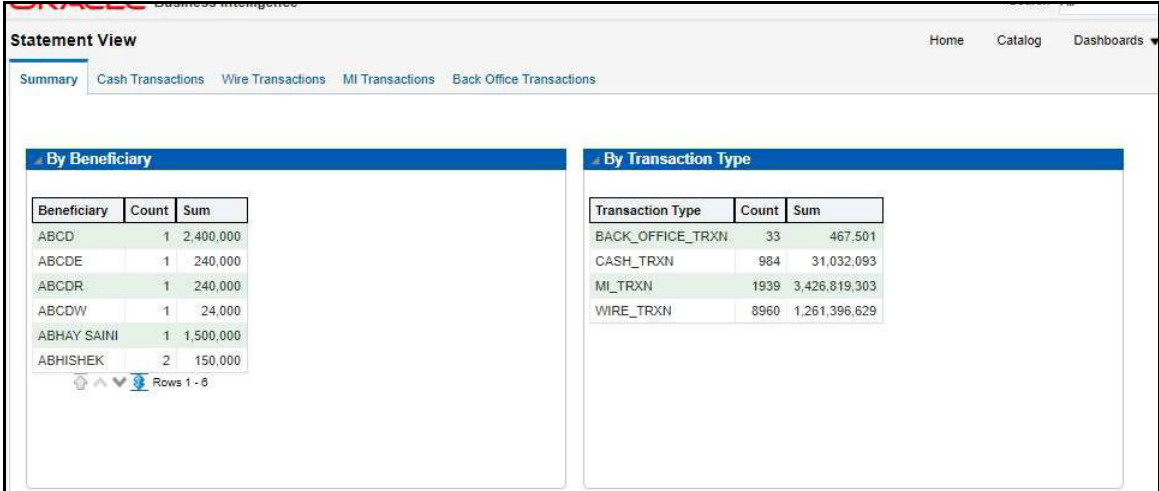 ORACLE Business Intelligence
Statement View
Home Catalog Dashboards
Summary Cash Transactions Wire Transactions MI Transactions Back Office Transactions
By Beneficiary
Beneficiary Count Sum
ABCD 1 2,400,000
ABCDE 1 240,000
ABCDR 1 240,000
ABCDW 1 24,000
ABHAY SAINI 1 1,500,000
ABHISHEK 2 150,000
Rows 1 - 6
By Transaction Type
Transaction Type Count Sum
BACK_OFFICE_TRXN 33 467,501
CASH_TRXN 984 31,032,093
MI_TRXN 1939 3,426,819,303
WIRE_TRXN 8960 1,261,396,629